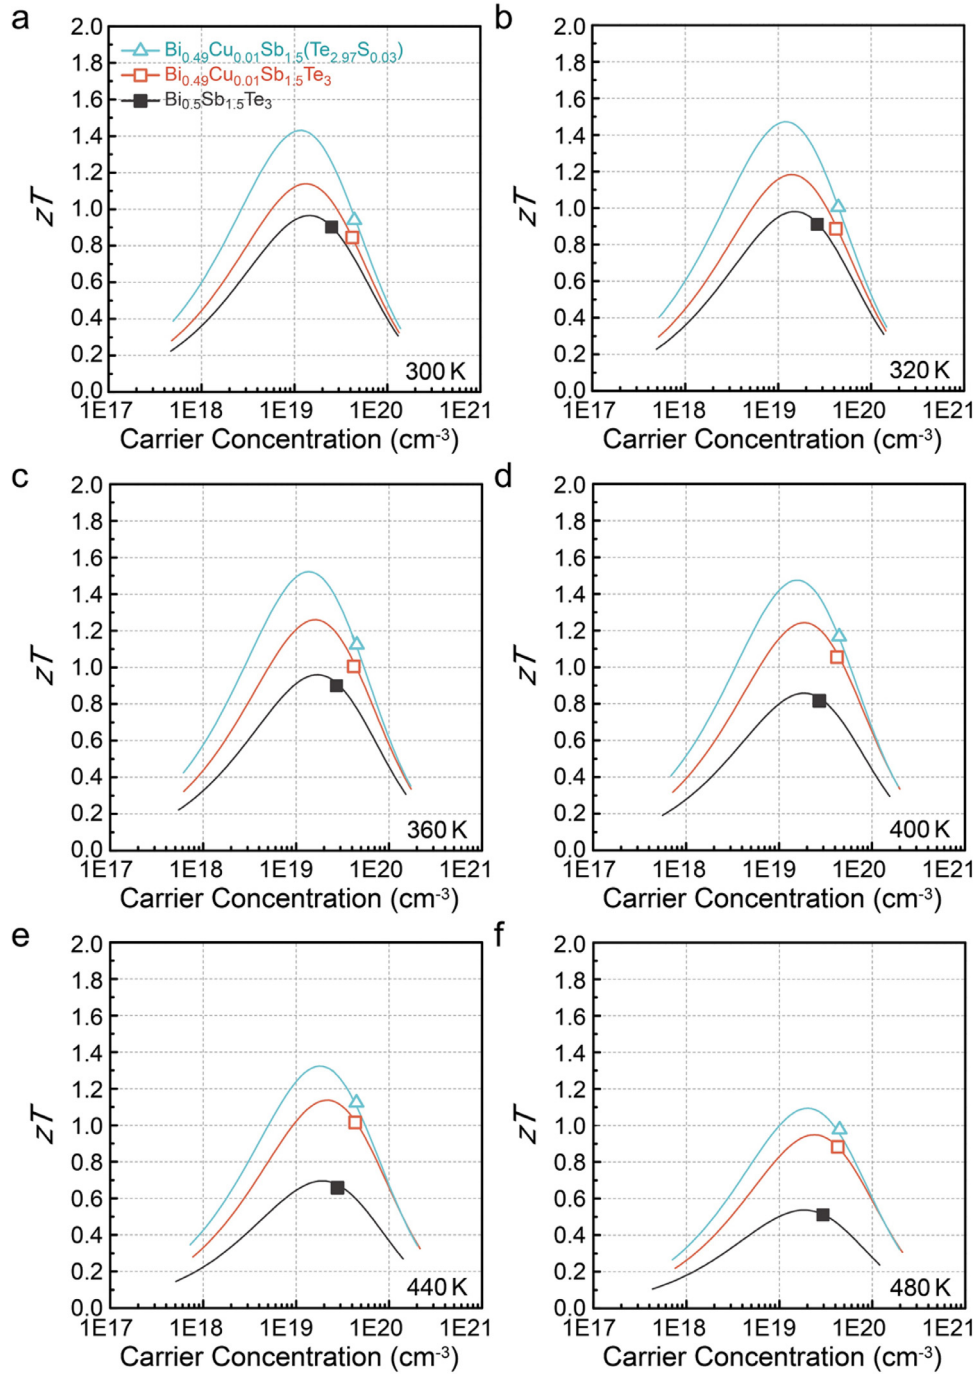 a
2.0
1.8
1.6
1.4
1.2
1.0
0.8
0.6
0.4
0.2
0.0
zT
Bi0.49Cu0.01Sb1.5(Te2.97S0.03)
Bi0.49Cu0.01Sb1.5Te3
Bi0.5Sb1.5Te3
300 K
1E17 1E18 1E19 1E20 1E21
Carrier Concentration (cm-3)
b
2.0
1.8
1.6
1.4
1.2
1.0
0.8
0.6
0.4
0.2
0.0
zT
320 K
1E17 1E18 1E19 1E20 1E21
Carrier Concentration (cm-3)
c
2.0
1.8
1.6
1.4
1.2
1.0
0.8
0.6
0.4
0.2
0.0
zT
360 K
1E17 1E18 1E19 1E20 1E21
Carrier Concentration (cm-3)
d
2.0
1.8
1.6
1.4
1.2
1.0
0.8
0.6
0.4
0.2
0.0
zT
400 K
1E17 1E18 1E19 1E20 1E21
Carrier Concentration (cm-3)
e
2.0
1.8
1.6
1.4
1.2
1.0
0.8
0.6
0.4
0.2
0.0
zT
440 K
1E17 1E18 1E19 1E20 1E21
Carrier Concentration (cm-3)
f
2.0
1.8
1.6
1.4
1.2
1.0
0.8
0.6
0.4
0.2
0.0
zT
480 K
1E17 1E18 1E19 1E20 1E21
Carrier Concentration (cm-3)